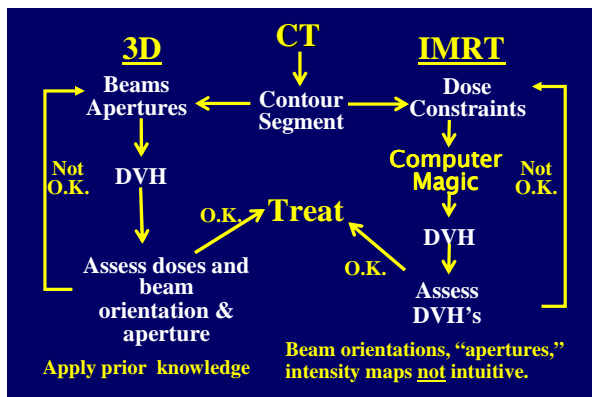 3D
CT
IMRT
Beams
Apertures
Contour
Segment
Dose
Constraints
Not
O.K.
DVH
Computer
Magic
Not
O.K.
O.K.
Treat
DVH
O.K.
Assess doses and
beam
orientation &
aperture
Assess
DVH's
Apply prior knowledge
Beam orientations, “apertures,”
intensity maps not intuitive.